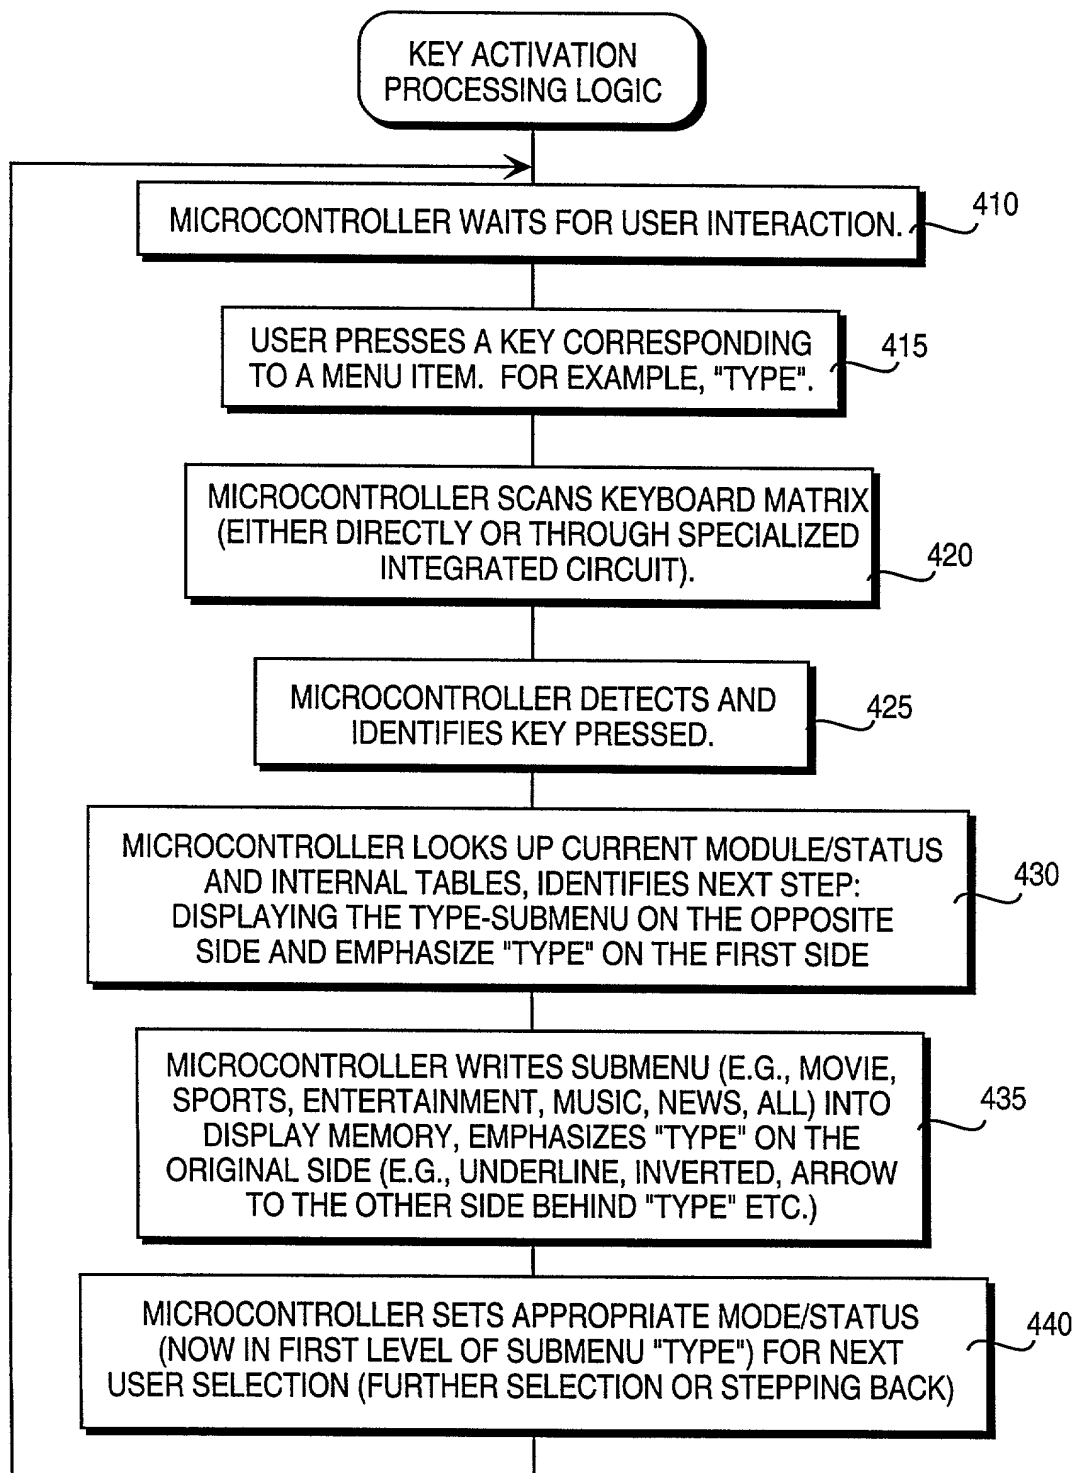 KEY ACTIVATION
PROCESSING LOGIC
MICROCONTROLLER WAITS FOR USER INTERACTION.
410
USER PRESSES A KEY CORRESPONDING
TO A MENU ITEM. FOR EXAMPLE, "TYPE".
415
MICROCONTROLLER SCANS KEYBOARD MATRIX
(EITHER DIRECTLY OR THROUGH SPECIALIZED
INTEGRATED CIRCUIT).
420
MICROCONTROLLER DETECTS AND
IDENTIFIES KEY PRESSED.
425
MICROCONTROLLER LOOKS UP CURRENT MODULE/STATUS
AND INTERNAL TABLES, IDENTIFIES NEXT STEP:
DISPLAYING THE TYPE-SUBMENU ON THE OPPOSITE
SIDE AND EMPHASIZE "TYPE" ON THE FIRST SIDE
430
MICROCONTROLLER WRITES SUBMENU (E.G., MOVIE,
SPORTS, ENTERTAINMENT, MUSIC, NEWS, ALL) INTO
DISPLAY MEMORY, EMPHASIZES "TYPE" ON THE
ORIGINAL SIDE (E.G., UNDERLINE, INVERTED, ARROW
TO THE OTHER SIDE BEHIND "TYPE" ETC.)
435
MICROCONTROLLER SETS APPROPRIATE MODE/STATUS
(NOW IN FIRST LEVEL OF SUBMENU "TYPE") FOR NEXT
USER SELECTION (FURTHER SELECTION OR STEPPING BACK)
440